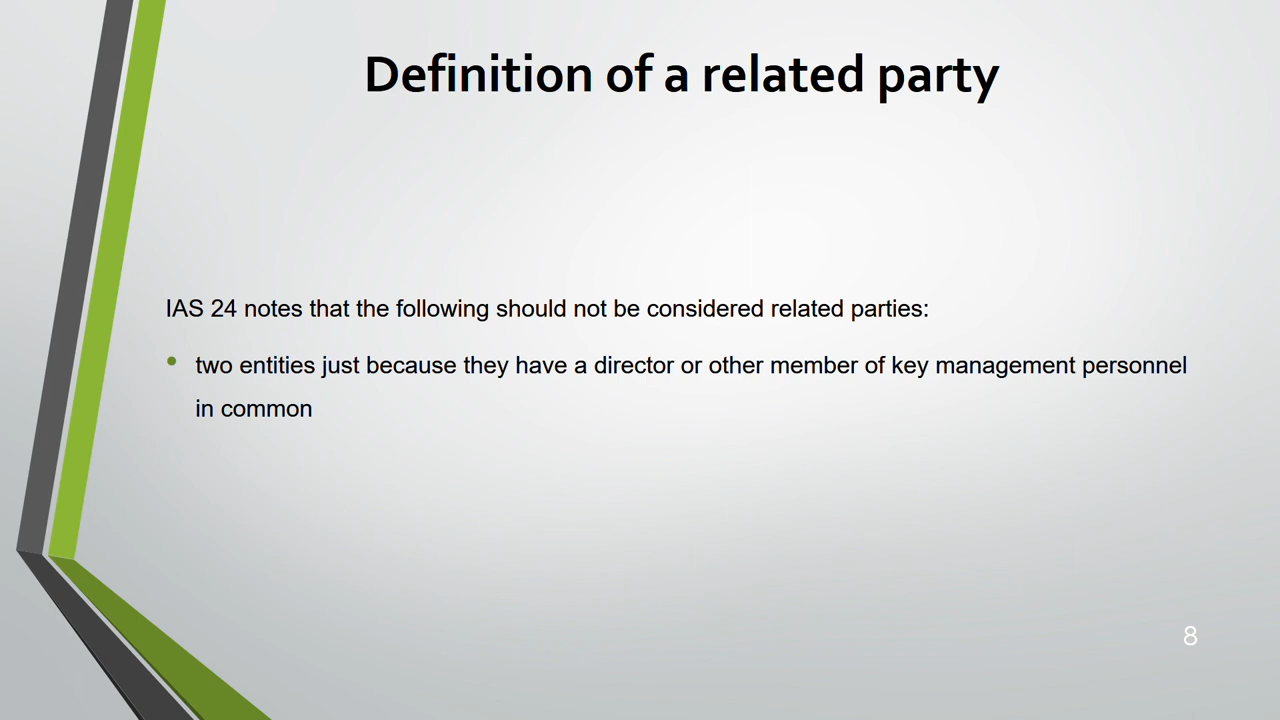 Definition of a related party
IAS 24 notes that the following should not be considered related parties:
• two entities just because they have a director or other member of key management personnel
in common
8